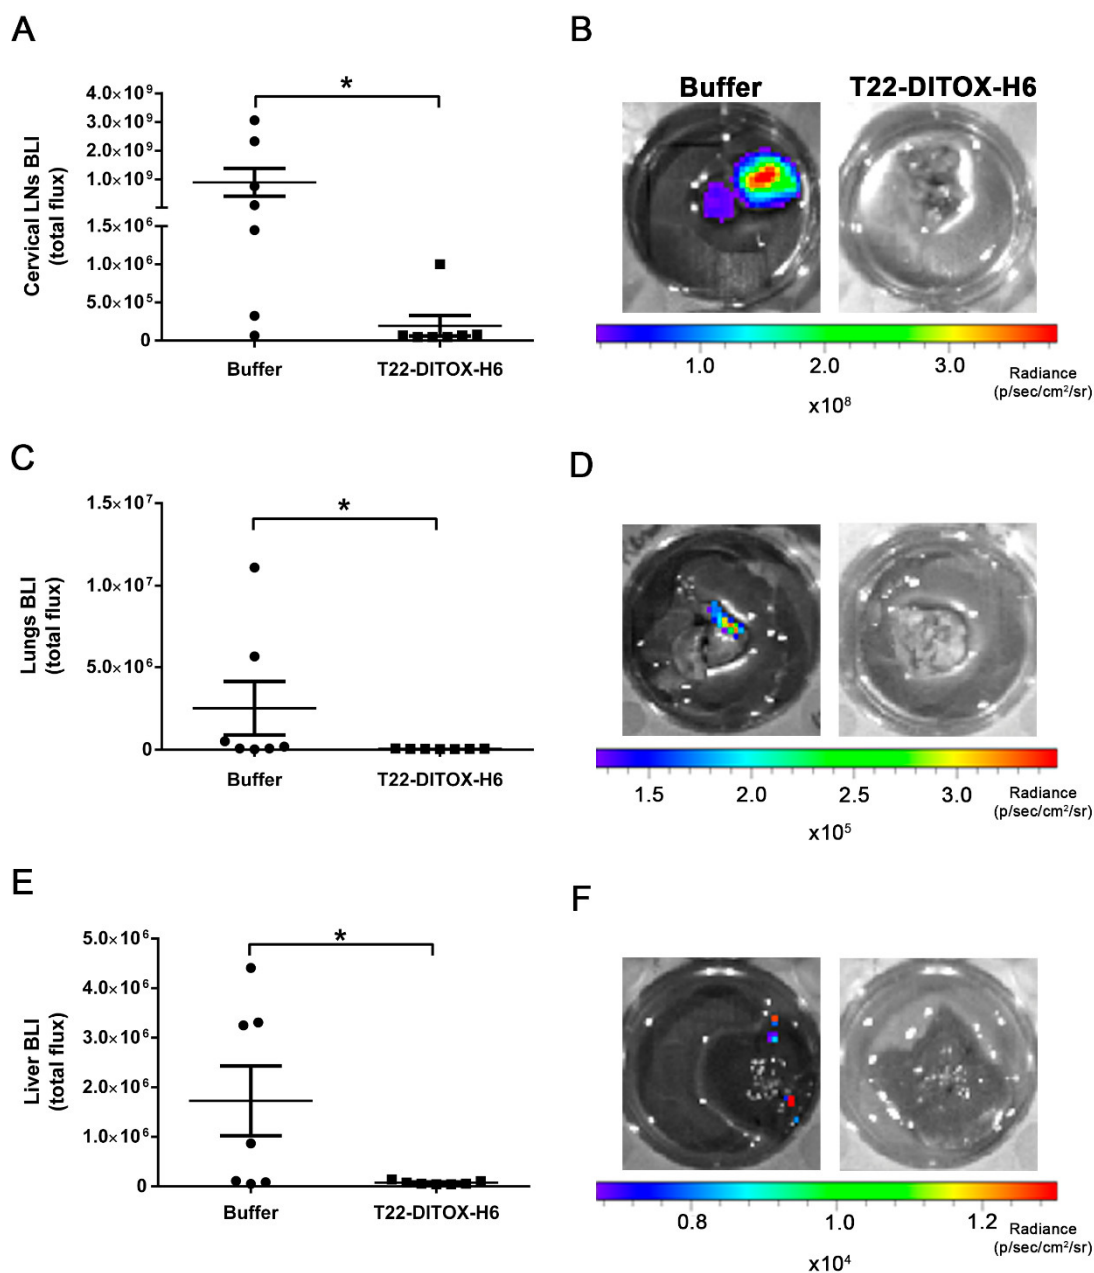 A
Cervical LNs BLI
(total flux)
4.0×10⁹
3.0×10⁹
2.0×10⁹
1.0×10⁹
1.5×10⁶
1.0×10⁶
5.0×10⁵
0
*
Buffer T22-DITOX-H6
B
Buffer T22-DITOX-H6
1.0 2.0 3.0
Radiance
(p/sec/cm²/sr)
x10⁸
C
Lungs BLI
(total flux)
1.5×10⁷
1.0×10⁷
5.0×10⁶
0
*
Buffer T22-DITOX-H6
D
1.5 2.0 2.5 3.0
Radiance
(p/sec/cm²/sr)
x10⁵
E
Liver BLI
(total flux)
5.0×10⁶
4.0×10⁶
3.0×10⁶
2.0×10⁶
1.0×10⁶
0
*
Buffer T22-DITOX-H6
F
0.8 1.0 1.2
Radiance
(p/sec/cm²/sr)
x10⁴